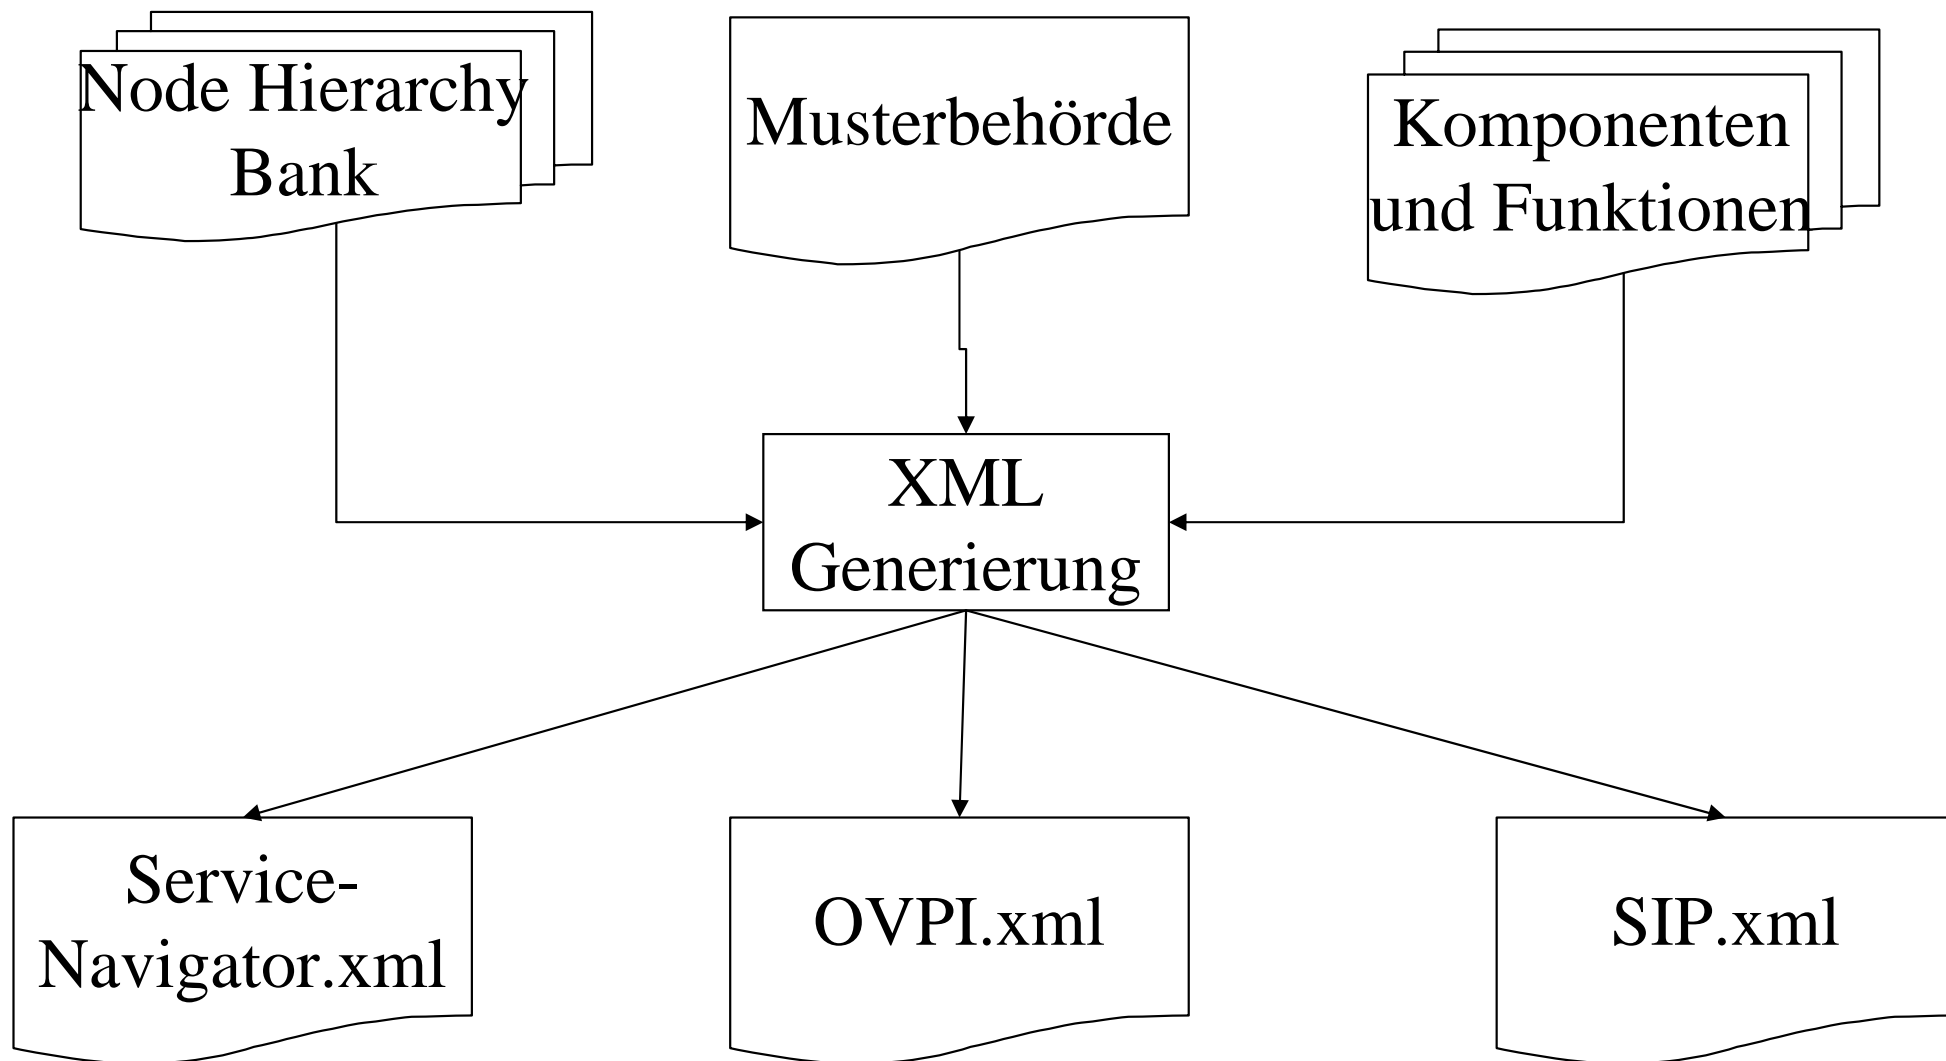 Node Hierarchy
Bank
Musterbehörde
Komponenten
und Funktionen
XML
Generierung
Service-
Navigator.xml
OVPI.xml
SIP.xml